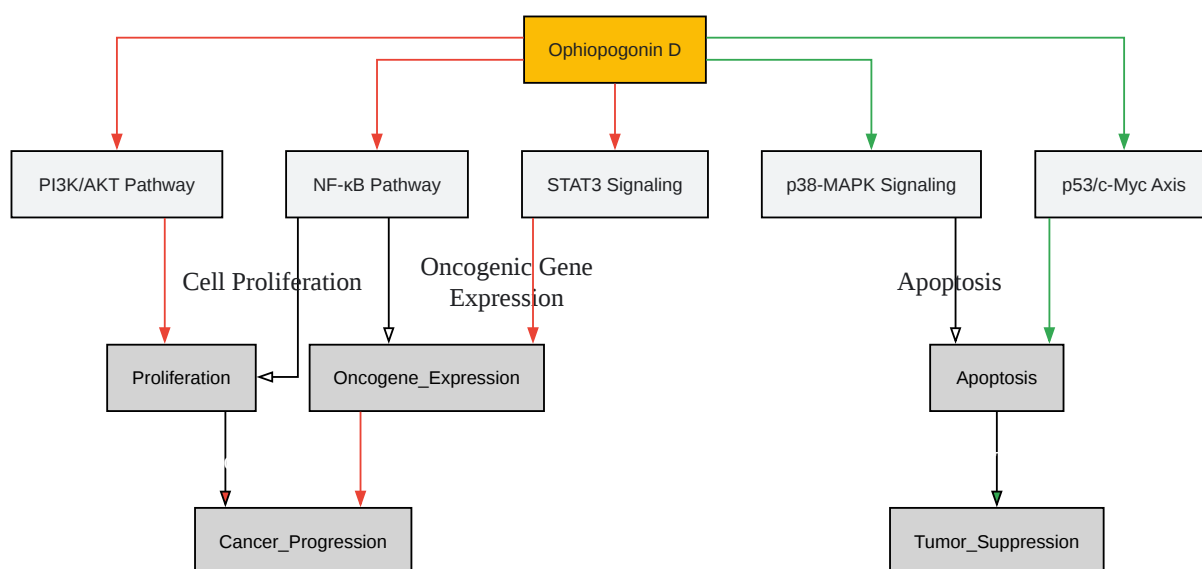 Ophiopogonin D
PI3K/AKT Pathway
NF-κB Pathway
STAT3 Signaling
p38-MAPK Signaling
p53/c-Myc Axis
Cell Proliferation
Oncogenic Gene
Expression
Apoptosis
Proliferation
Oncogene_Expression
Apoptosis
Cancer_Progression
Tumor_Suppression